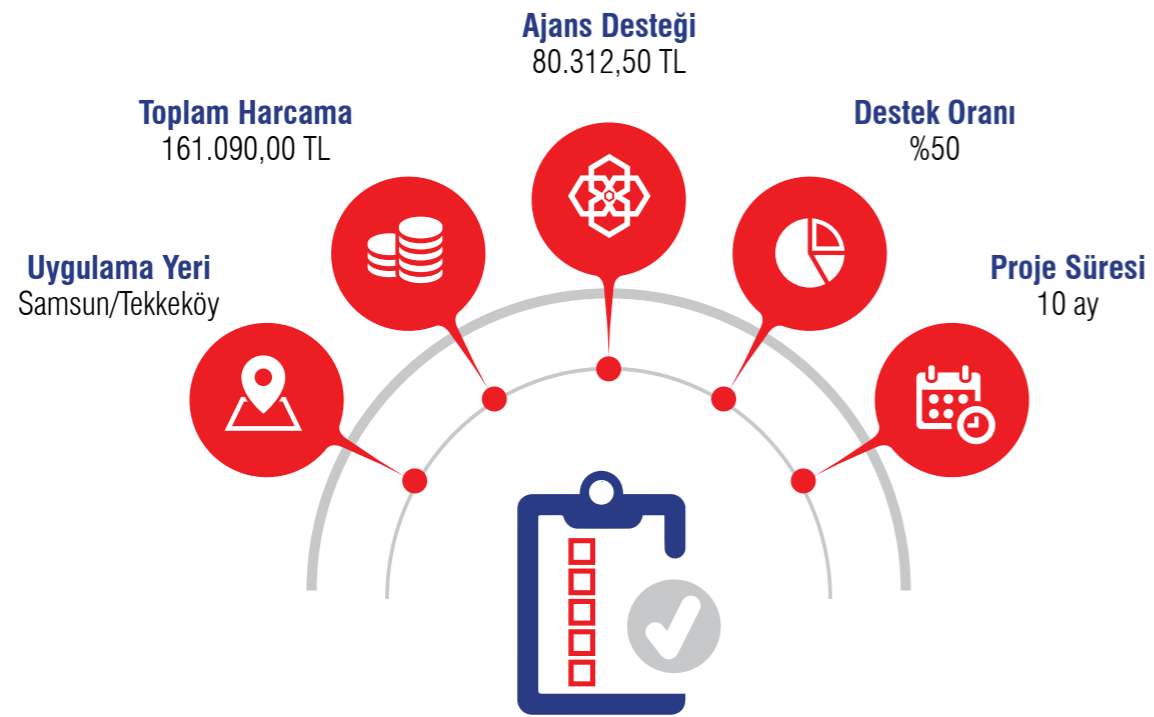 Ajans Desteği
80.312,50 TL
Toplam Harcama
161.090,00 TL
Destek Oranı
%50
Uygulama Yeri
Samsun/Tekkeköy
Proje Süresi
10 ay